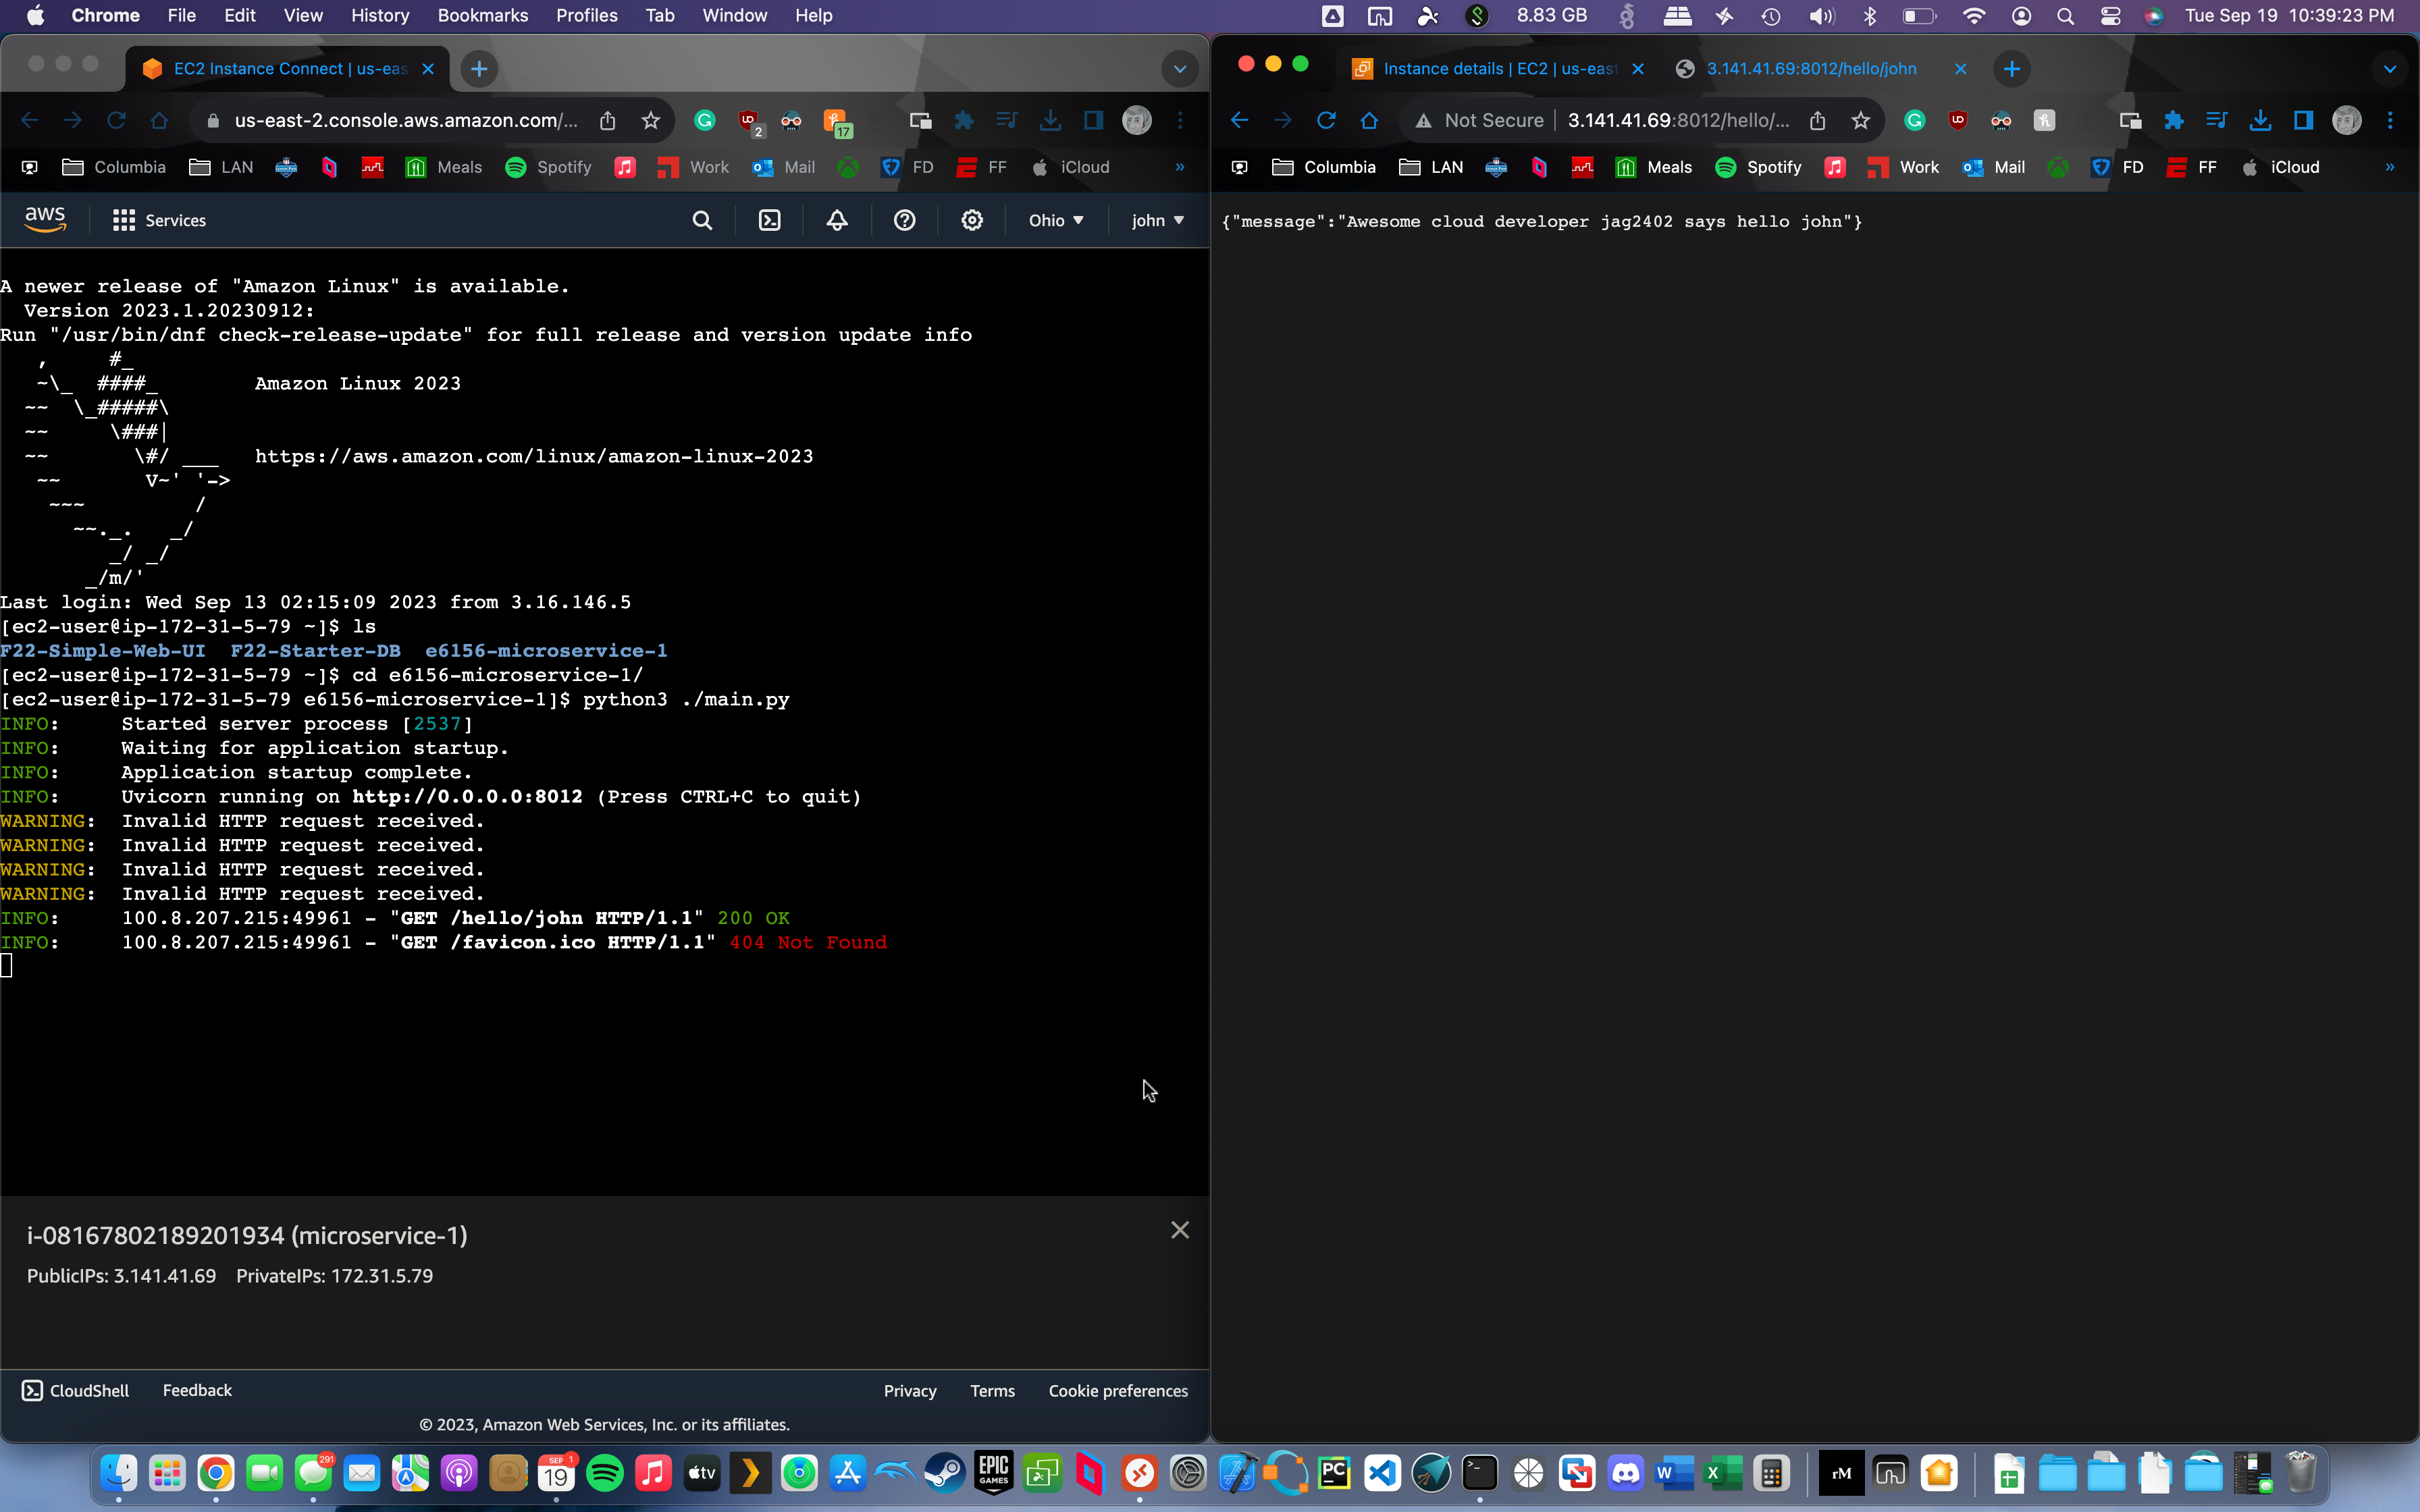 Chrome File Edit View History Bookmarks Profiles Tab Window Help 8.83 GB Tue Sep 19 10:39:23 PM
EC2 Instance Connect | us-eas
us-east-2.console.aws.amazon.com/... 2 17
Columbia LAN Meals Spotify Work Mail FD FF iCloud »
aws Services Ohio john
A newer release of "Amazon Linux" is available.
  Version 2023.1.20230912:
Run "/usr/bin/dnf check-release-update" for full release and version update info
   ,     #_
   ~\_  ####_        Amazon Linux 2023
  ~~  \_#####\
  ~~     \###|
  ~~       \#/ ___   https://aws.amazon.com/linux/amazon-linux-2023
   ~~       V~' '->
    ~~~         /
      ~~._.   _/
         _/ _/
       _/m/'
Last login: Wed Sep 13 02:15:09 2023 from 3.16.146.5
[ec2-user@ip-172-31-5-79 ~]$ ls
F22-Simple-Web-UI  F22-Starter-DB  e6156-microservice-1
[ec2-user@ip-172-31-5-79 ~]$ cd e6156-microservice-1/
[ec2-user@ip-172-31-5-79 e6156-microservice-1]$ python3 ./main.py
INFO:     Started server process [2537]
INFO:     Waiting for application startup.
INFO:     Application startup complete.
INFO:     Uvicorn running on http://0.0.0.0:8012 (Press CTRL+C to quit)
WARNING:  Invalid HTTP request received.
WARNING:  Invalid HTTP request received.
WARNING:  Invalid HTTP request received.
WARNING:  Invalid HTTP request received.
INFO:     100.8.207.215:49961 - "GET /hello/john HTTP/1.1" 200 OK
INFO:     100.8.207.215:49961 - "GET /favicon.ico HTTP/1.1" 404 Not Found
i-08167802189201934 (microservice-1)
PublicIPs: 3.141.41.69 PrivateIPs: 172.31.5.79
CloudShell Feedback Privacy Terms Cookie preferences
© 2023, Amazon Web Services, Inc. or its affiliates.
Instance details | EC2 | us-east 3.141.41.69:8012/hello/john
Not Secure | 3.141.41.69:8012/hello/...
Columbia LAN Meals Spotify Work Mail FD FF iCloud »
{"message":"Awesome cloud developer jag2402 says hello john"}
291 SEP 1 19 tv EPIC GAMES PC W X rM